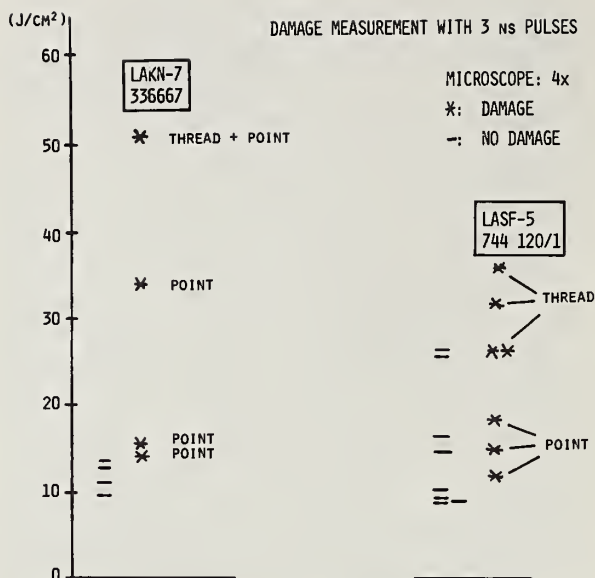 (J/CM²)
DAMAGE MEASUREMENT WITH 3 NS PULSES
60
LAKN-7
336667
MICROSCOPE: 4x
*: DAMAGE
-: NO DAMAGE
50
THREAD + POINT
LASF-5
744 120/1
40
POINT
THREAD
30
20
POINT
POINT
POINT
10
0